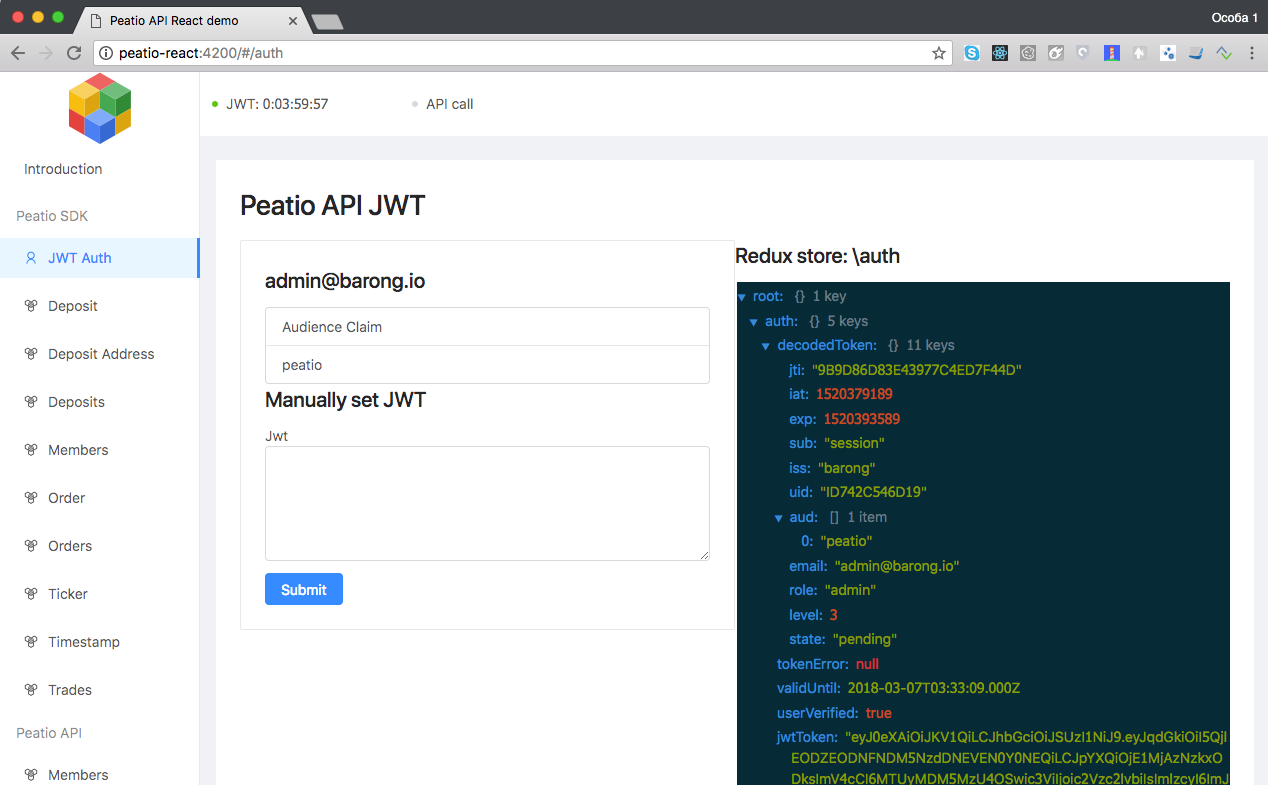 Peatio API React demo
Особа 1
peatio-react:4200/#/auth
JWT: 0:03:59:57
API call
Introduction
Peatio SDK
JWT Auth
Deposit
Deposit Address
Deposits
Members
Order
Orders
Ticker
Timestamp
Trades
Peatio API
Members
Peatio API JWT
admin@barong.io
Audience Claim
peatio
Manually set JWT
Jwt
Submit
Redux store: \auth
root: {} 1 key
auth: {} 5 keys
decodedToken: {} 11 keys
jti: "9B9D86D83E43977C4ED7F44D"
iat: 1520379189
exp: 1520393589
sub: "session"
iss: "barong"
uid: "ID742C546D19"
aud: [] 1 item
0: "peatio"
email: "admin@barong.io"
role: "admin"
level: 3
state: "pending"
tokenError: null
validUntil: 2018-03-07T03:33:09.000Z
userVerified: true
jwtToken: "eyJ0eXAiOiJKV1QiLCJhbGciOiJSUzI1NiJ9.eyJqdGkiOiI5QjlEODZEODNFNDM5NzdDNEVEN0Y0NEQiLCJpYXQiOjE1MjAzNzkxO